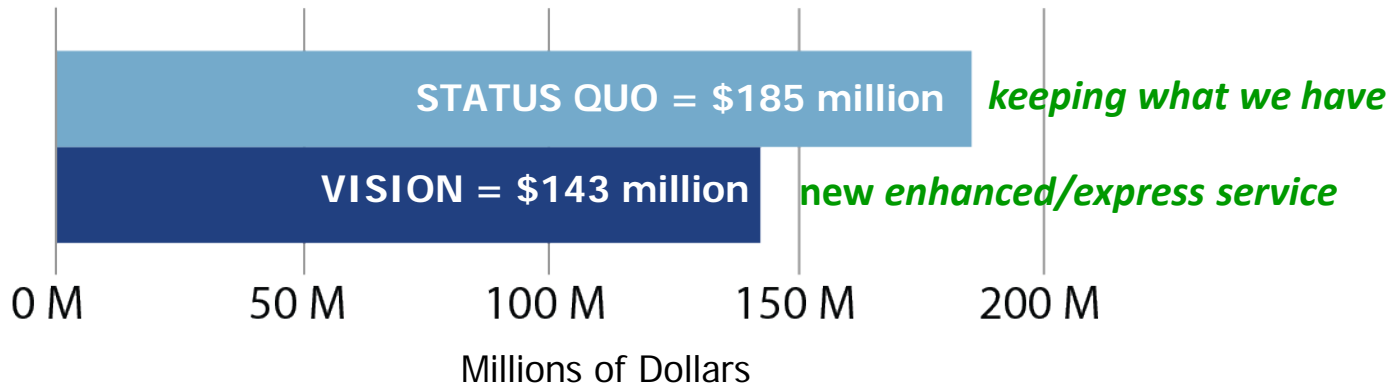 STATUS QUO = $185 million keeping what we have
VISION = $143 million new enhanced/express service
0 M 50 M 100 M 150 M 200 M
Millions of Dollars